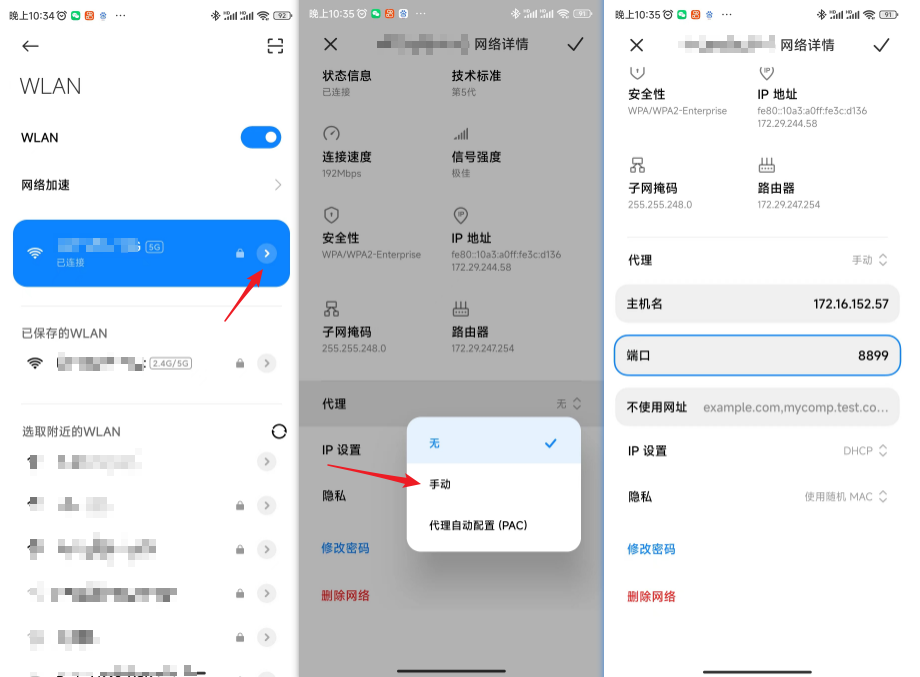 晚上10:34
92
WLAN
WLAN
网络加速
5G
已连接
已保存的WLAN
2.4G/5G
选取附近的WLAN
晚上10:35
91
网络详情
状态信息
技术标准
已连接
第5代
连接速度
信号强度
192Mbps
极佳
安全性
IP 地址
WPA/WPA2-Enterprise
fe80::10a3:a0ff:fe3c:d136
172.29.244.58
子网掩码
路由器
255.255.248.0
172.29.247.254
代理
无
无
IP 设置
手动
隐私
代理自动配置 (PAC)
修改密码
删除网络
晚上10:35
91
网络详情
安全性
IP 地址
WPA/WPA2-Enterprise
fe80::10a3:a0ff:fe3c:d136
172.29.244.58
子网掩码
路由器
255.255.248.0
172.29.247.254
代理
手动
主机名
172.16.152.57
端口
8899
不使用网址
example.com,mycomp.test.co...
IP 设置
DHCP
隐私
使用随机 MAC
修改密码
删除网络